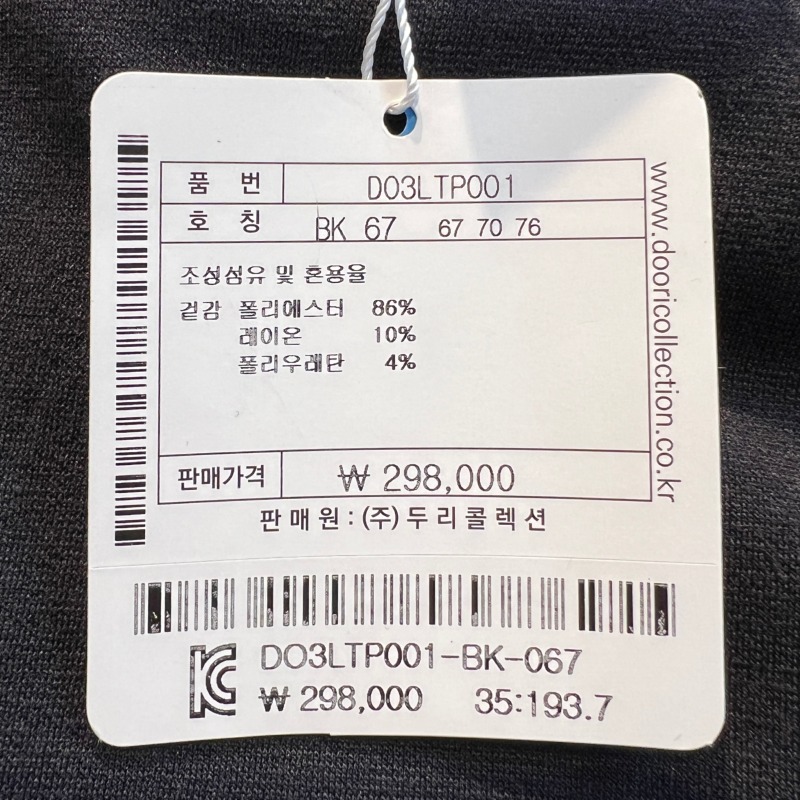 품 번 DO3LTP001
호 칭 BK 67 67 70 76
조성섬유 및 혼용율
겉감 폴리에스터 86%
레이온 10%
폴리우레탄 4%
판매가격 ₩ 298,000
판매원 : (주)두리콜렉션
www.dooricollection.co.kr
KC DO3LTP001-BK-067
₩ 298,000 35:193.7